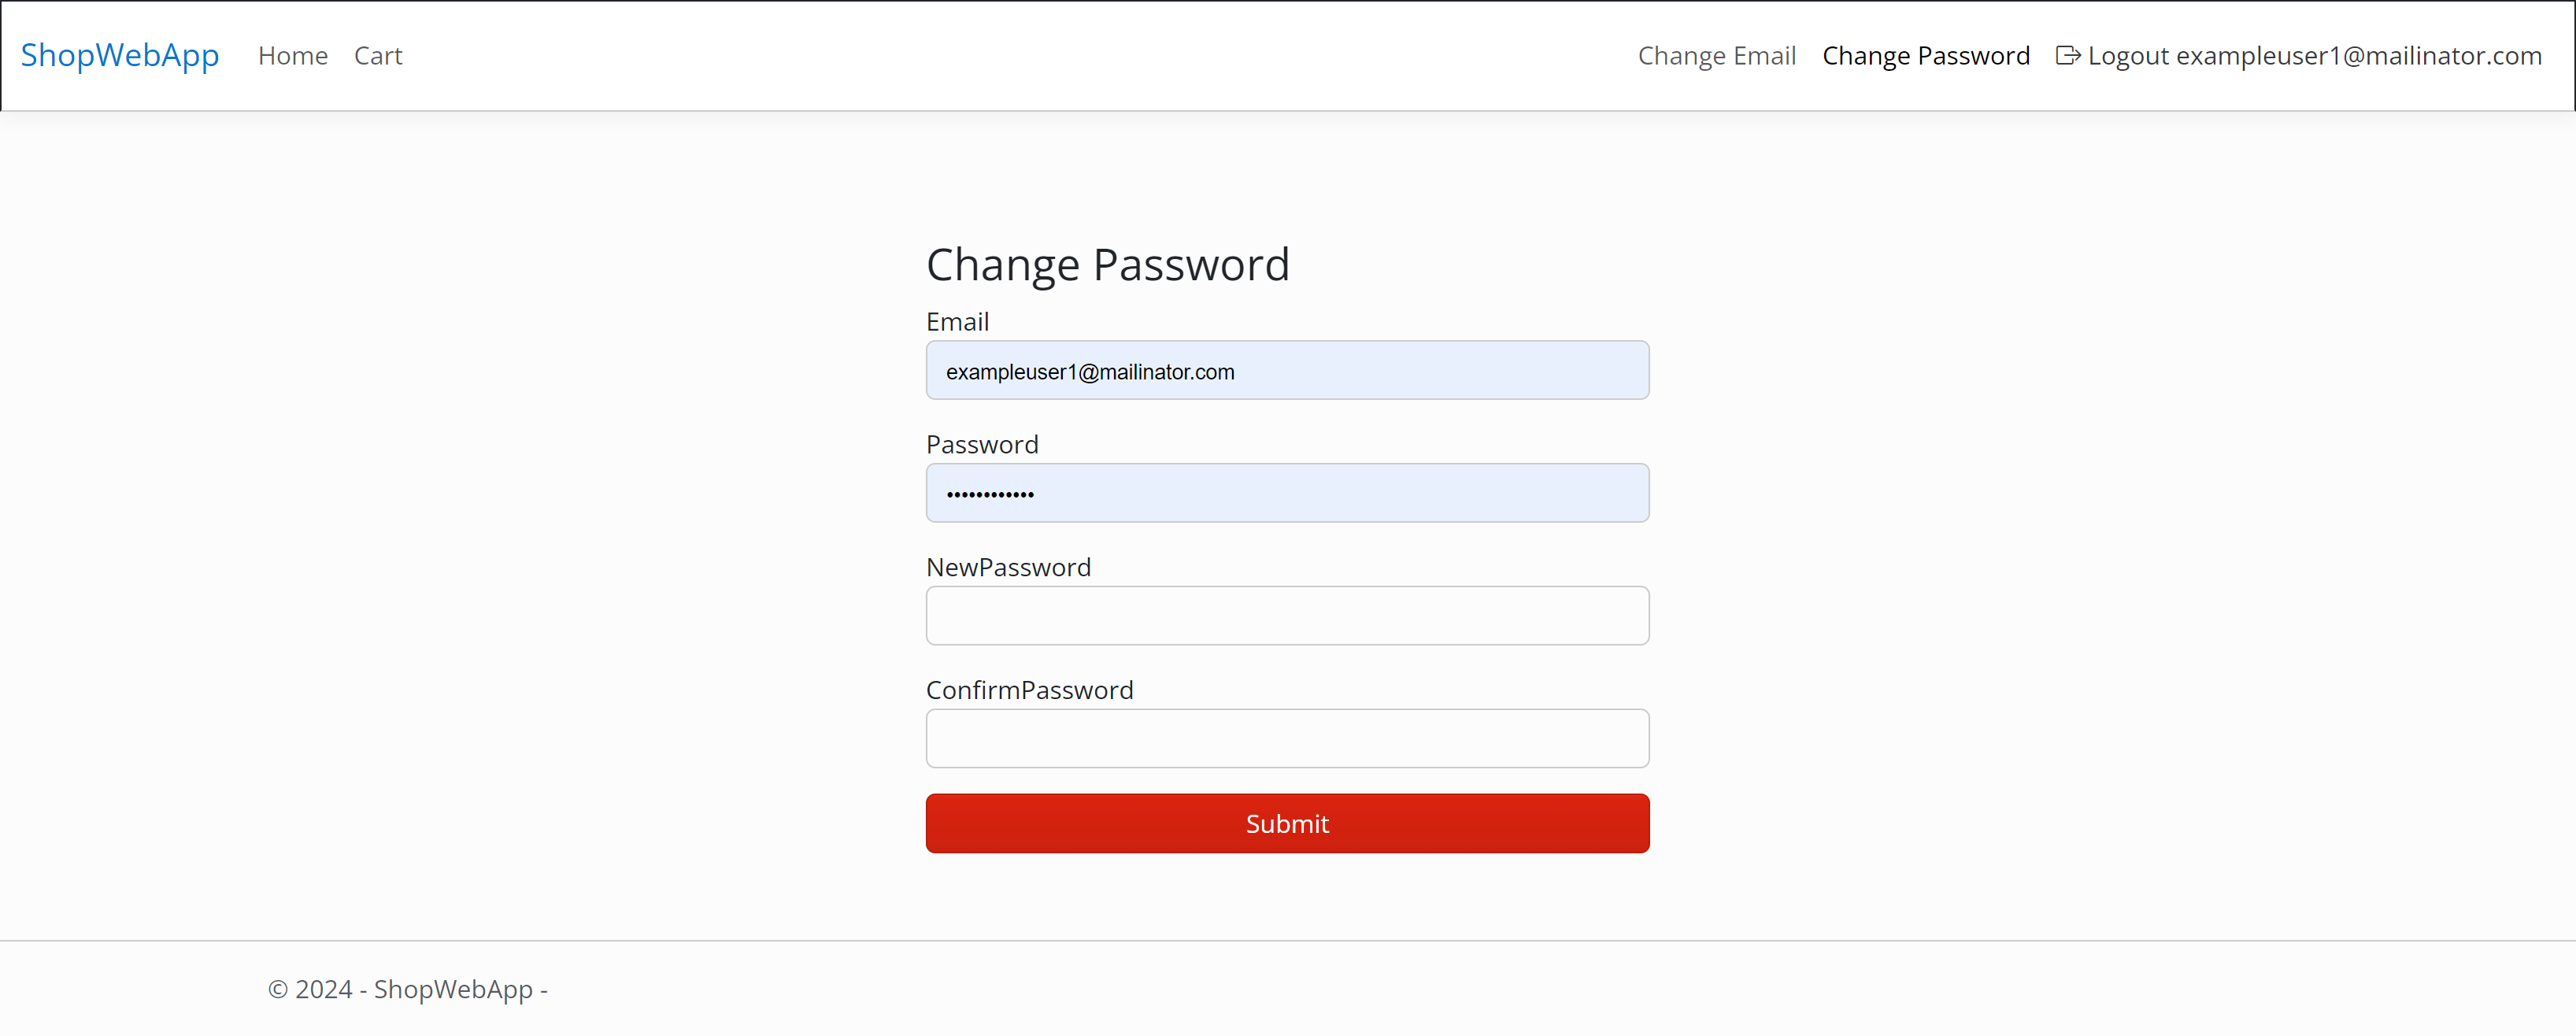 ShopWebApp Home Cart Change Email Change Password Logout exampleuser1@mailinator.com
Change Password
Email
exampleuser1@mailinator.com
Password
••••••••••••
NewPassword
ConfirmPassword
Submit
© 2024 - ShopWebApp -